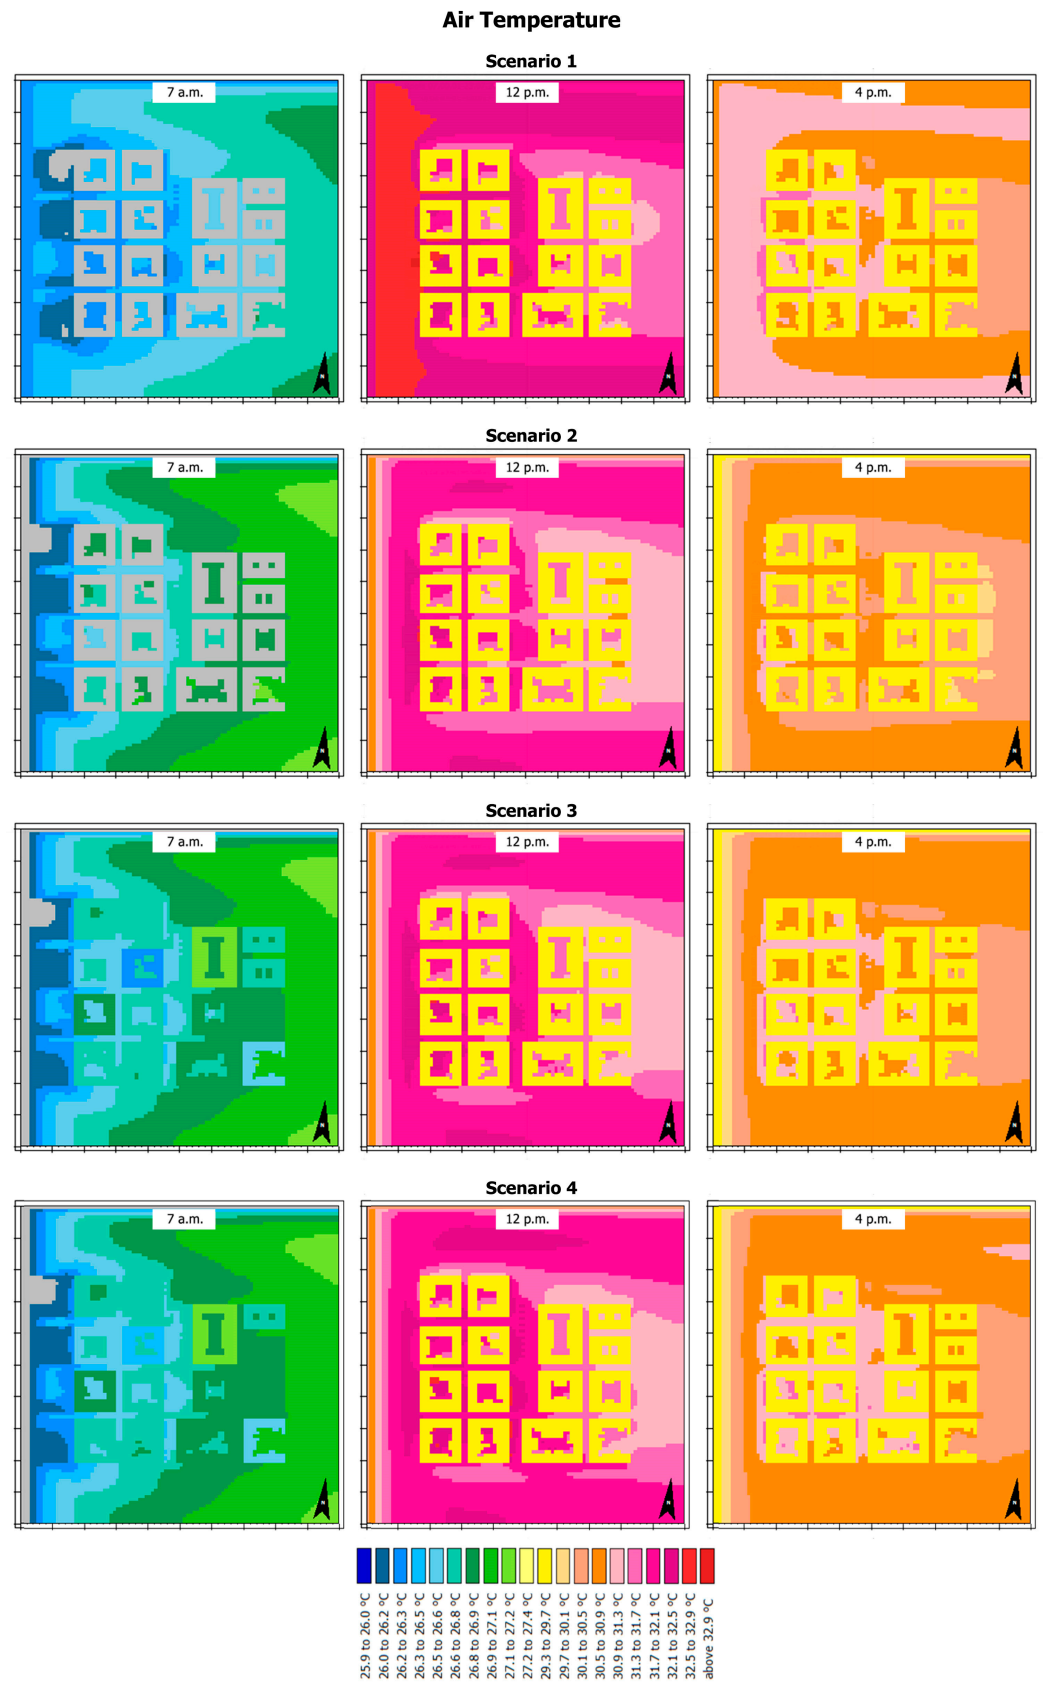 Air Temperature
Scenario 1
7 a.m.
12 p.m.
4 p.m.
Scenario 2
7 a.m.
12 p.m.
4 p.m.
Scenario 3
7 a.m.
12 p.m.
4 p.m.
Scenario 4
7 a.m.
12 p.m.
4 p.m.
25.9 to 26.0 °C
26.0 to 26.2 °C
26.2 to 26.3 °C
26.3 to 26.5 °C
26.5 to 26.6 °C
26.6 to 26.8 °C
26.8 to 26.9 °C
26.9 to 27.1 °C
27.1 to 27.2 °C
27.2 to 27.4 °C
29.3 to 29.7 °C
29.7 to 30.1 °C
30.1 to 30.5 °C
30.5 to 30.9 °C
30.9 to 31.3 °C
31.3 to 31.7 °C
31.7 to 32.1 °C
32.1 to 32.5 °C
32.5 to 32.9 °C
above 32.9 °C